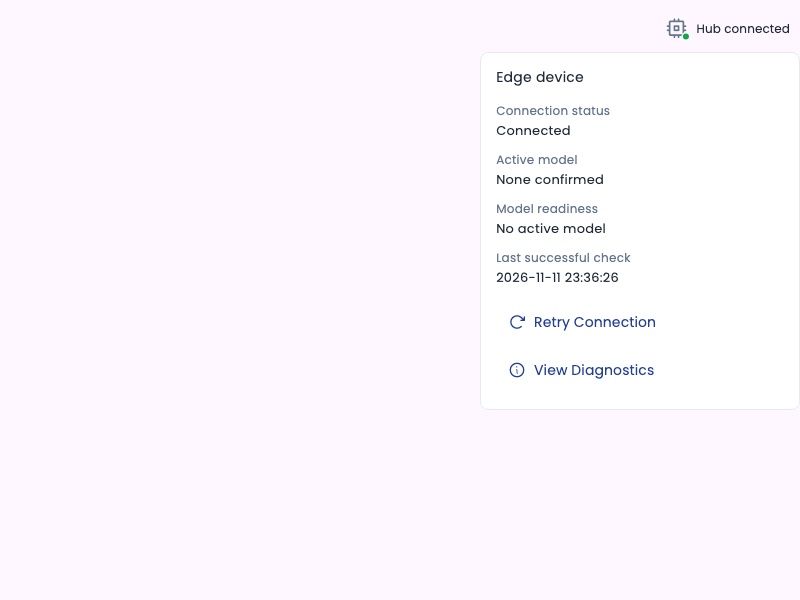 Hub connected
Edge device
Connection status
Connected
Active model
None confirmed
Model readiness
No active model
Last successful check
2026-11-11 23:36:26
Retry Connection
View Diagnostics